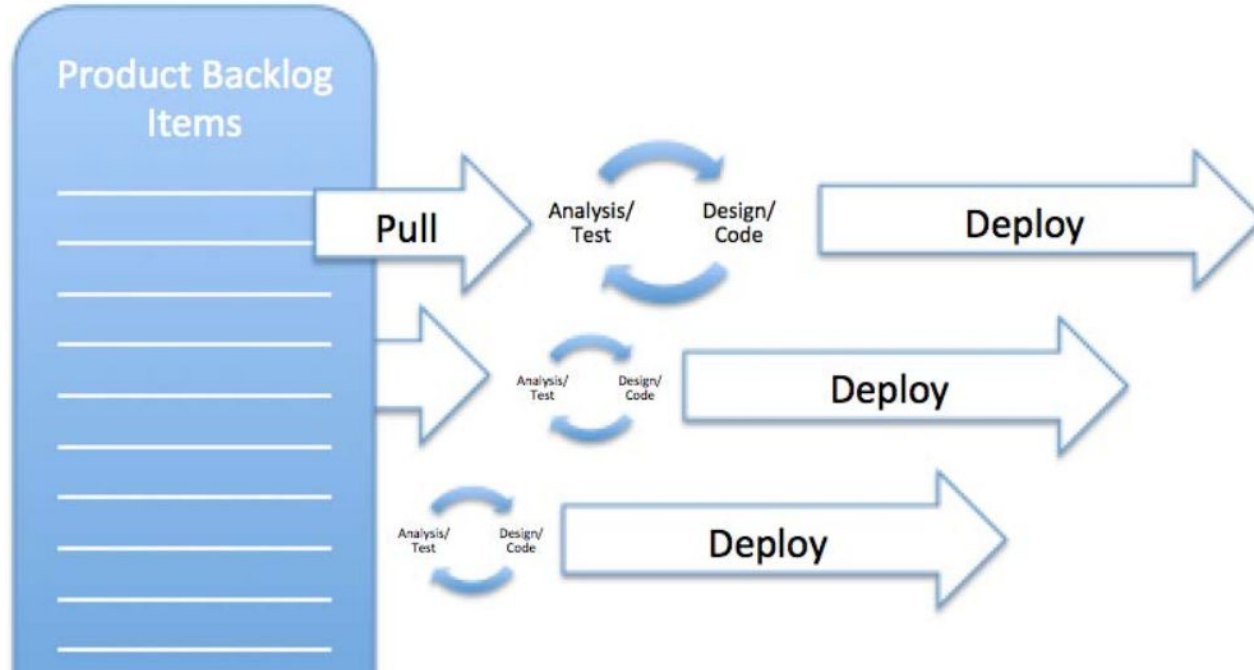 Product Backlog
Items
Pull
Analysis/
Test
Design/
Code
Deploy
Analysis/
Test
Design/
Code
Deploy
Analysis/
Test
Design/
Code
Deploy